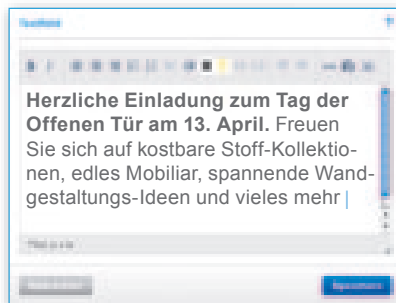 Herzliche Einladung zum Tag der
Offenen Tür am 13. April. Freuen
Sie sich auf kostbare Stoff-Kollektio-
nen, edles Mobiliar, spannende Wand-
gestaltungs-Ideen und vieles mehr